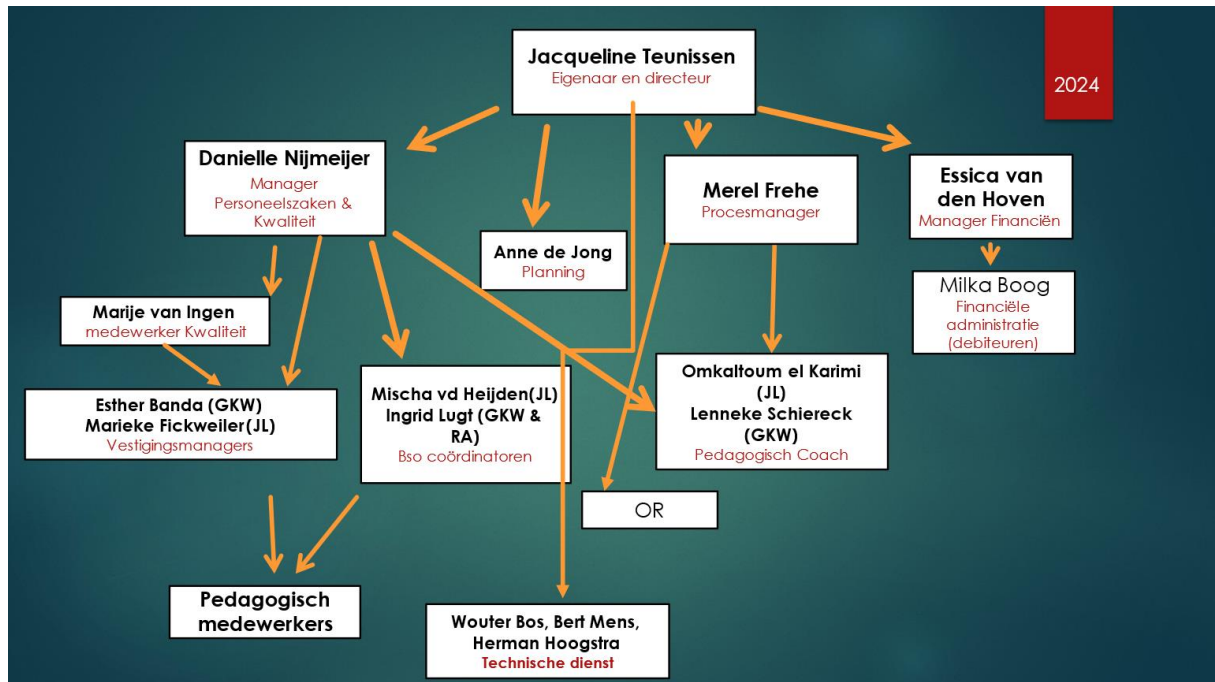 Jacqueline Teunissen
Eigenaar en directeur
2024
Danielle Nijmeijer
Manager
Personeelszaken &
Kwaliteit
Merel Frehe
Procesmanager
Essica van
den Hoven
Manager Financiën
Anne de Jong
Planning
Marije van Ingen
medewerker Kwaliteit
Milka Boog
Financiële
administratie
(debiteuren)
Esther Banda (GKW)
Marieke Fickweiler(JL)
Vestigingsmanagers
Mischa vd Heijden(JL)
Ingrid Lugt (GKW &
RA)
Bso coördinatoren
Omkaltoum el Karimi
(JL)
Lenneke Schiereck
(GKW)
Pedagogisch Coach
OR
Pedagogisch
medewerkers
Wouter Bos, Bert Mens,
Herman Hoogstra
Technische dienst